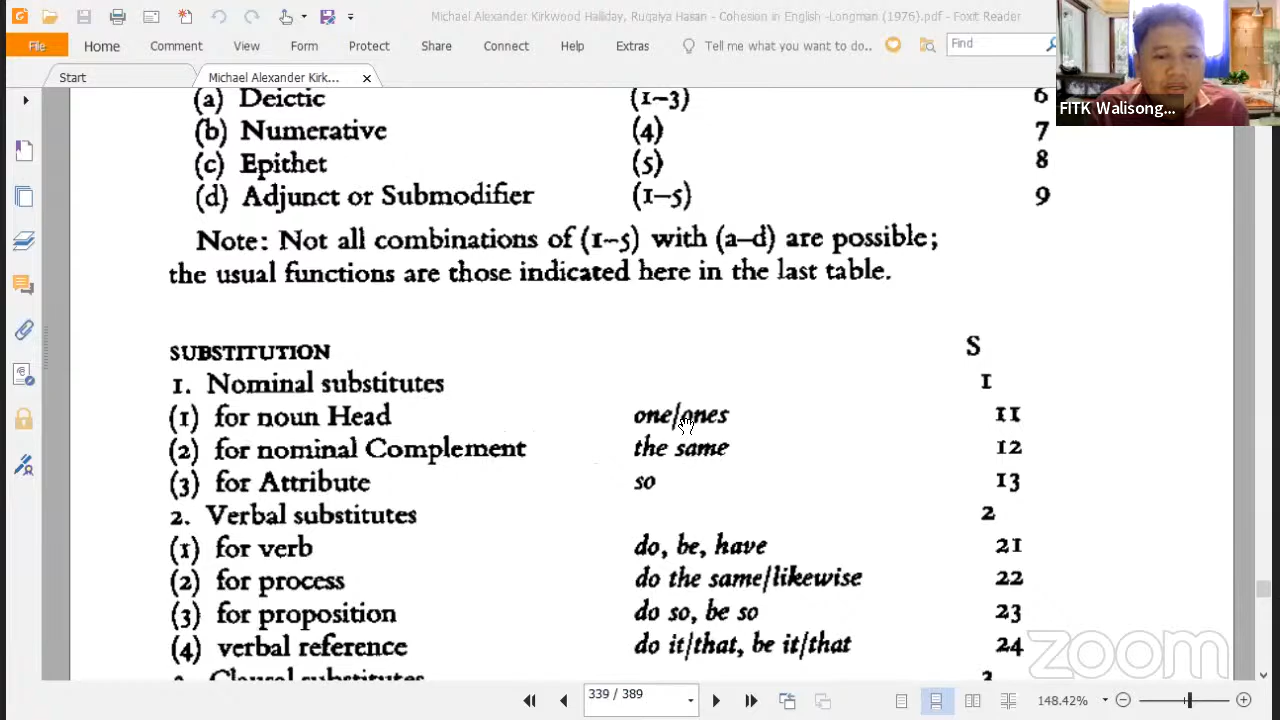 Michael Alexander Kirkwood Halliday, Ruqaiya Hasan - Cohesion in English -Longman (1976).pdf - Foxit Reader
File Home Comment View Form Protect Share Connect Help Extras Tell me what you want to do.. Find
Start Michael Alexander Kirk...
FITK Walisong...
(a) Deictic (1–3) 6
(b) Numerative (4) 7
(c) Epithet (5) 8
(d) Adjunct or Submodifier (1–5) 9
Note: Not all combinations of (1–5) with (a–d) are possible;
the usual functions are those indicated here in the last table.
SUBSTITUTION S
1. Nominal substitutes 1
(1) for noun Head one/ones 11
(2) for nominal Complement the same 12
(3) for Attribute so 13
2. Verbal substitutes 2
(1) for verb do, be, have 21
(2) for process do the same/likewise 22
(3) for proposition do so, be so 23
(4) verbal reference do it/that, be it/that 24
3. Clausal substitutes 3
zoom
339 / 389 148.42%